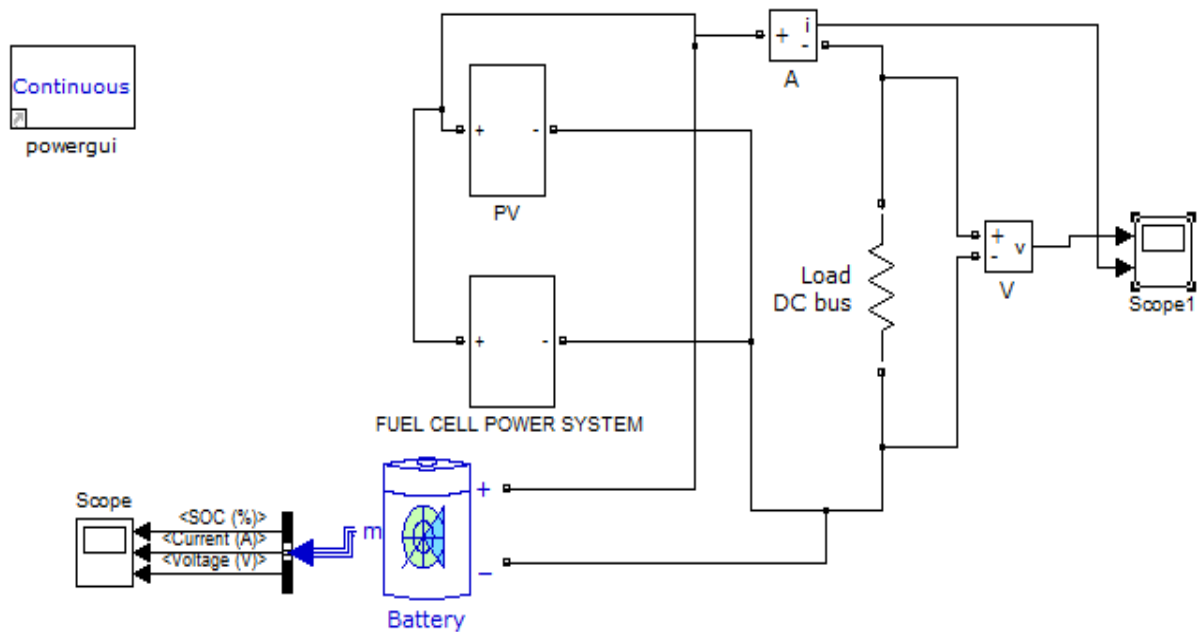 Continuous
powergui
+
-
PV
+
-
FUEL CELL POWER SYSTEM
+
i
-
A
Load
DC bus
+
-
v
V
Scope1
Scope
<SOC (%)>
<Current (A)>
<Voltage (V)>
m
+
–
Battery